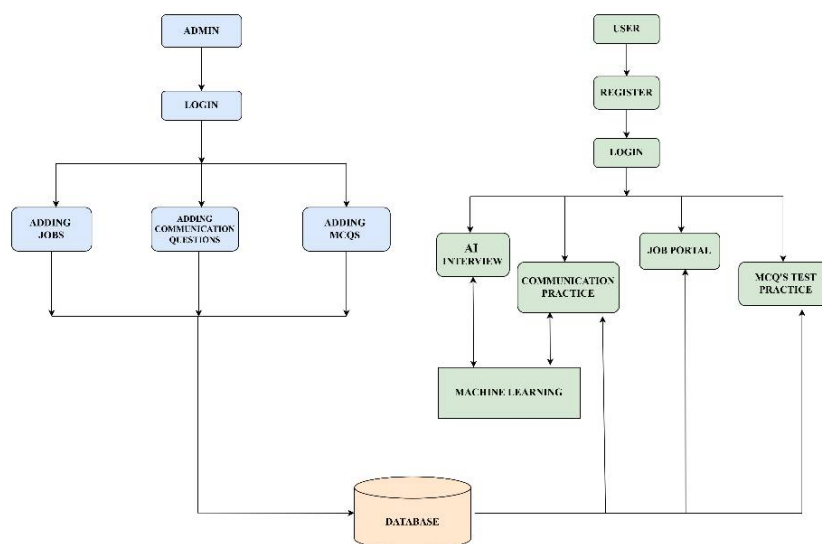 ADMIN
LOGIN
ADDING
JOBS
ADDING
COMMUNICATION
QUESTIONS
ADDING
MCQS
USER
REGISTER
LOGIN
AI
INTERVIEW
COMMUNICATION
PRACTICE
JOB PORTAL
MCQ'S TEST
PRACTICE
MACHINE LEARNING
DATABASE